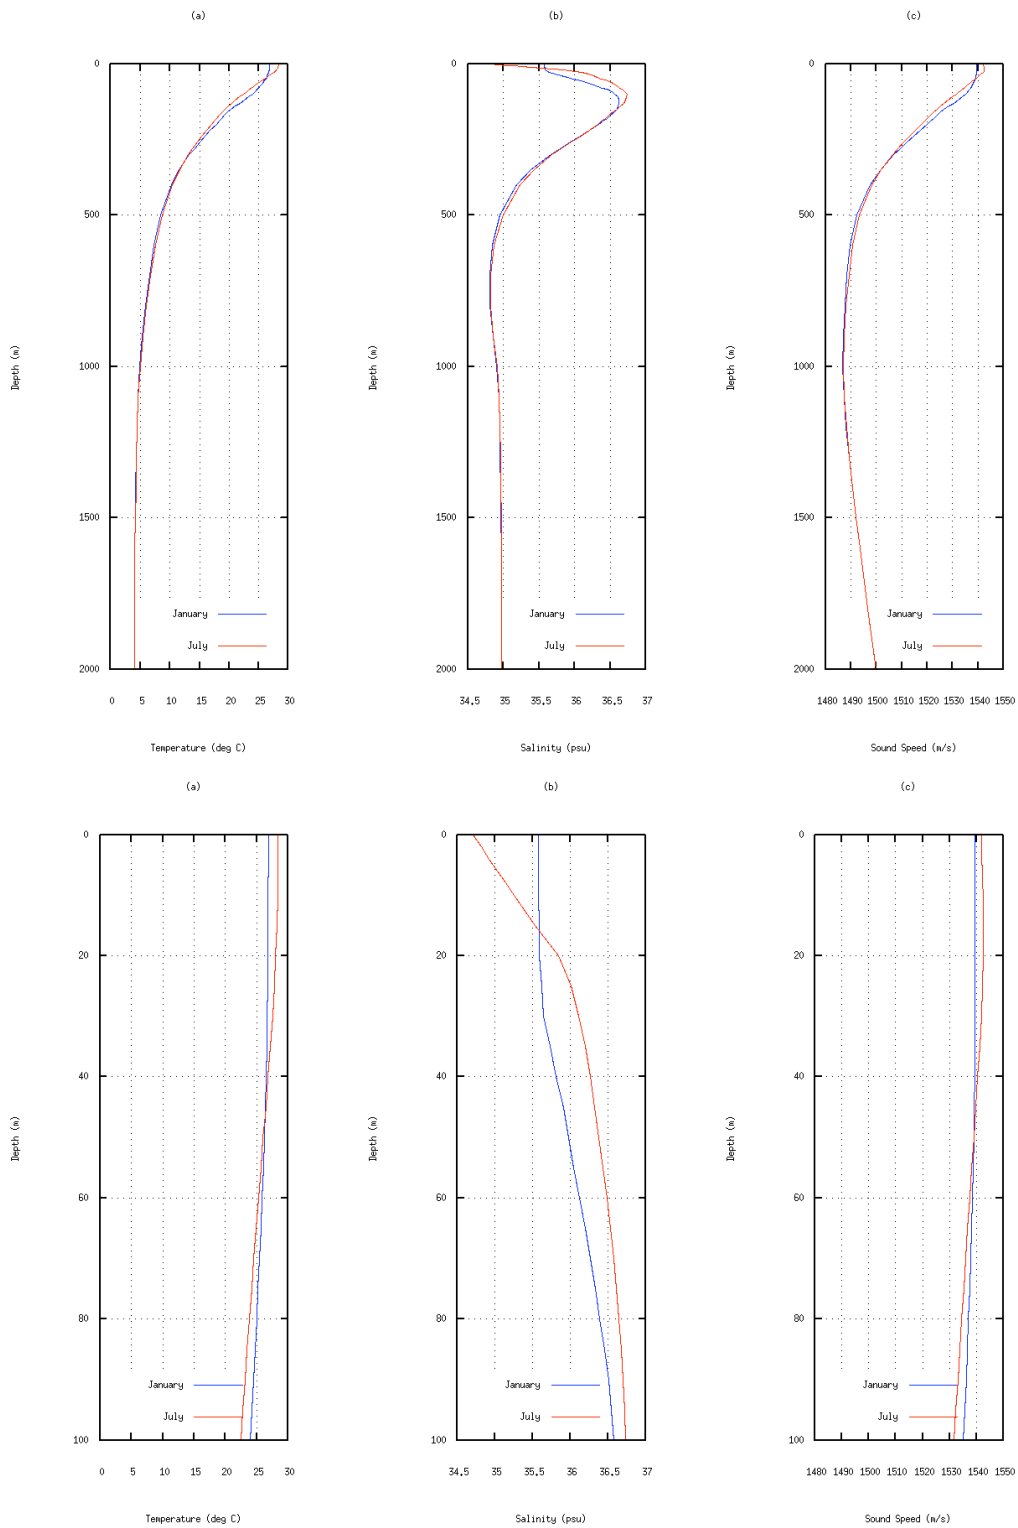 (a) (b) (c)
0 0 0
500 500 500
Depth (m) Depth (m) Depth (m)
1000 1000 1000
1500 1500 1500
January January January
July July July
2000 2000 2000
0 5 10 15 20 25 30 34.5 35 35.5 36 36.5 37 1480 1490 1500 1510 1520 1530 1540 1550
Temperature (deg C) Salinity (psu) Sound Speed (m/s)
(a) (b) (c)
0 0 0
20 20 20
40 40 40
Depth (m) Depth (m) Depth (m)
60 60 60
80 80 80
January January January
July July July
100 100 100
0 5 10 15 20 25 30 34.5 35 35.5 36 36.5 37 1480 1490 1500 1510 1520 1530 1540 1550
Temperature (deg C) Salinity (psu) Sound Speed (m/s)